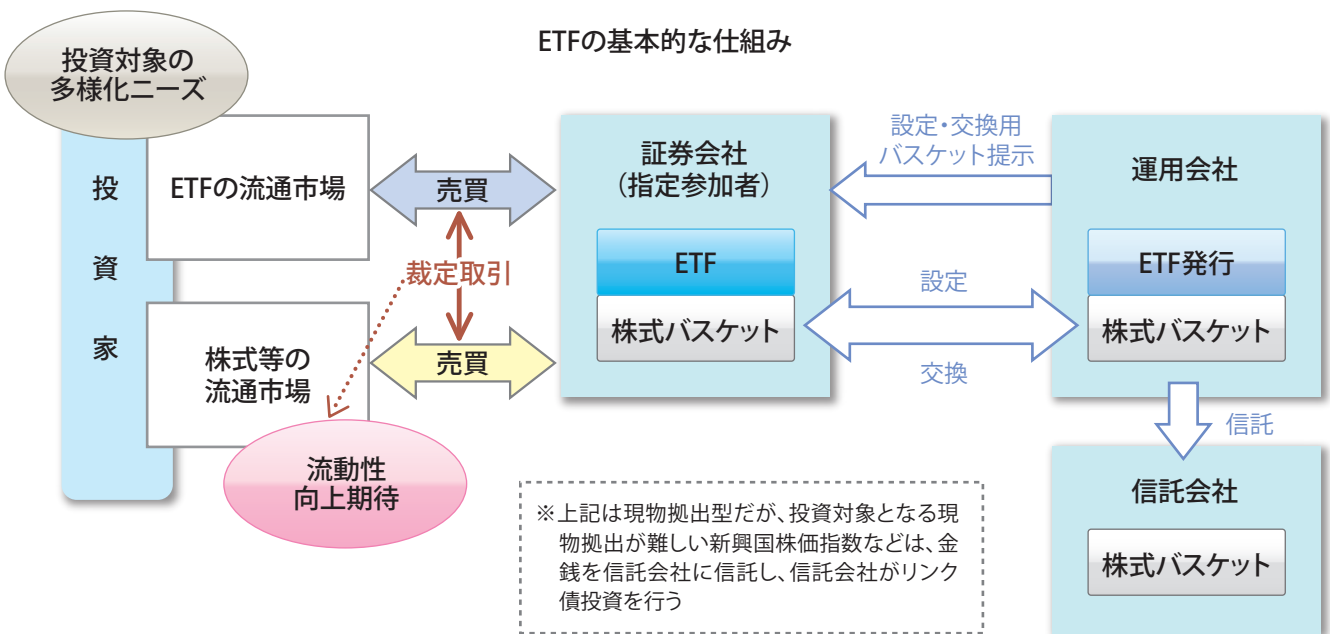 ETFの基本的な仕組み
投資対象の
多様化ニーズ
投
資
家
ETFの流通市場
株式等の
流通市場
売買
裁定取引
売買
流動性
向上期待
証券会社
（指定参加者）
ETF
株式バスケット
設定・交換用
バスケット提示
設定
交換
運用会社
ETF発行
株式バスケット
信託
信託会社
株式バスケット
※上記は現物拠出型だが、投資対象となる現
物拠出が難しい新興国株価指数などは、金
銭を信託会社に信託し、信託会社がリンク
債投資を行う